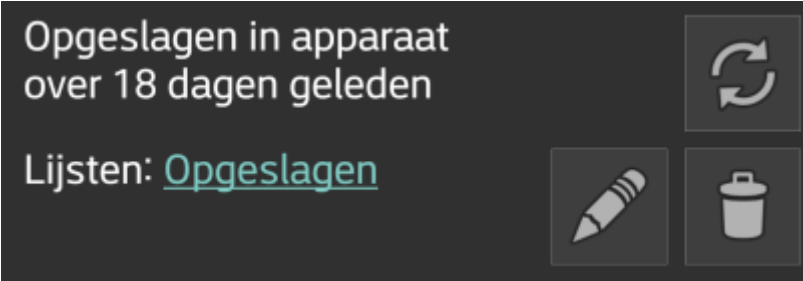 Opgeslagen in apparaat
over 18 dagen geleden
Lijsten: Opgeslagen